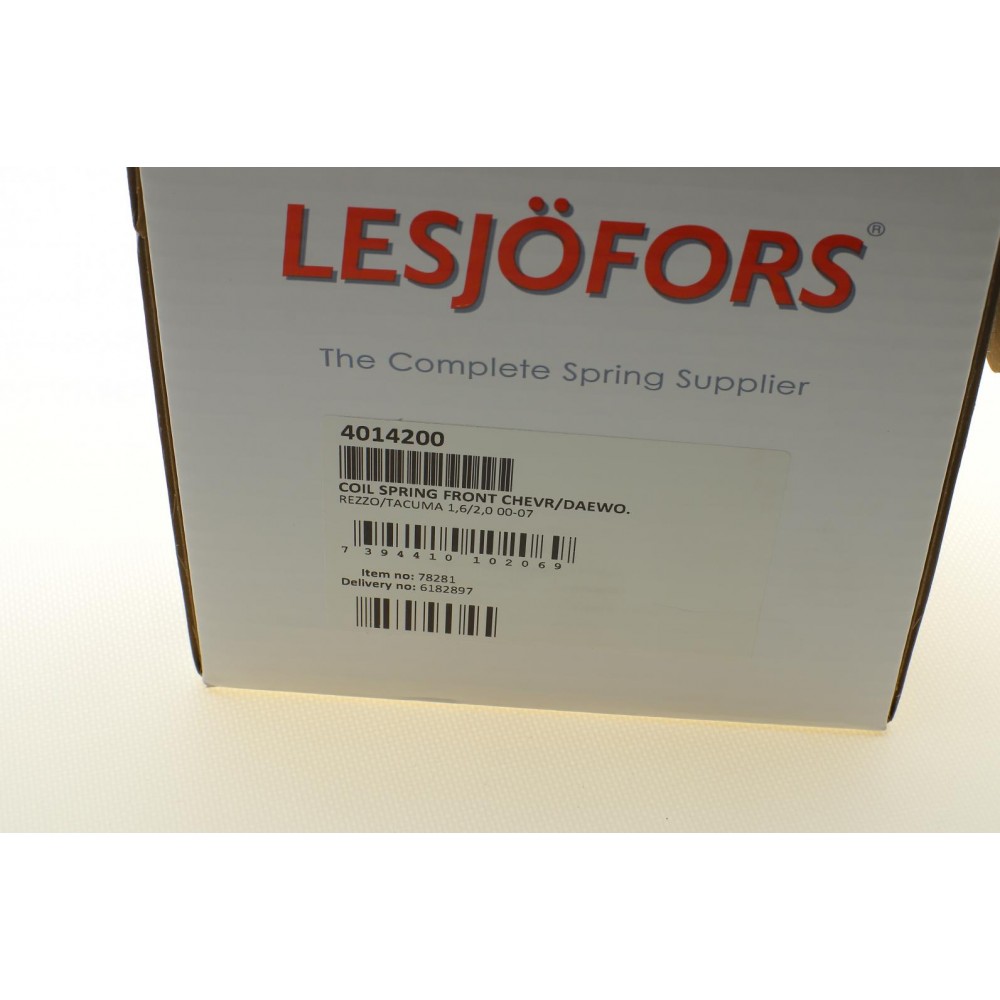 LESJÖFORS®
The Complete Spring Supplier
4014200
COIL SPRING FRONT CHEVR/DAEWO.
REZZO/TACUMA 1,6/2,0 00-07
7 394410 102069
Item no: 78281
Delivery no: 6182897